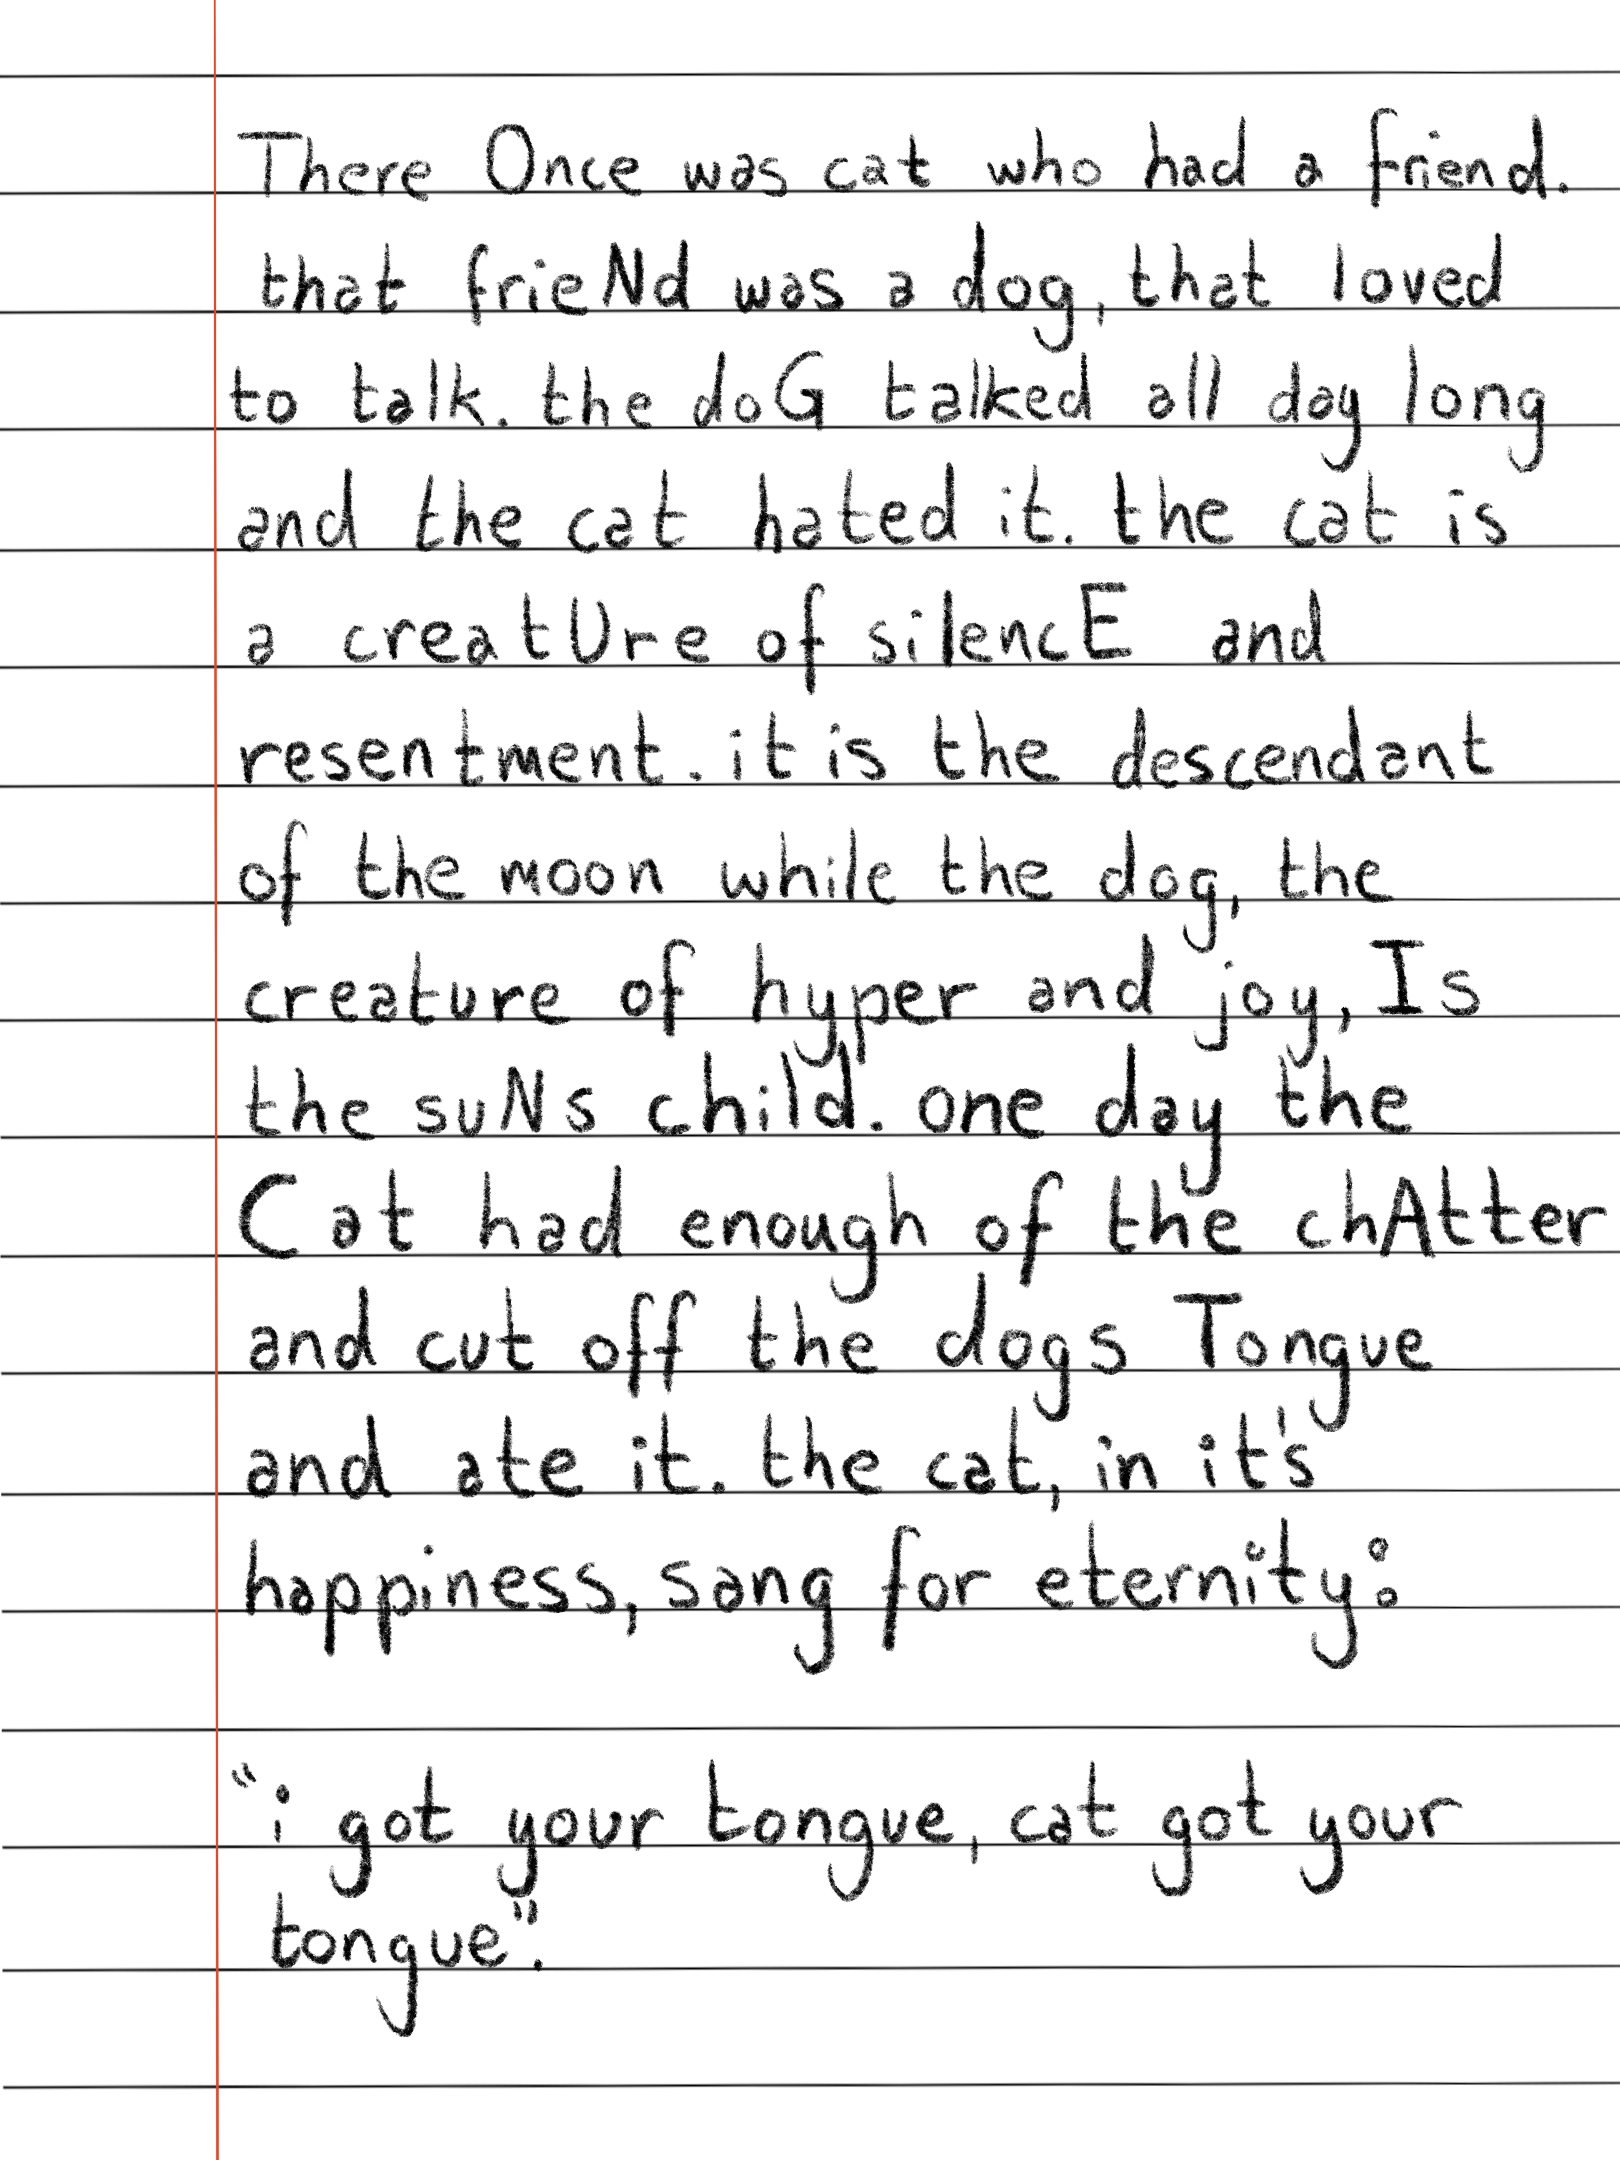 There Once was cat who had a friend.
that frieNd was a dog, that loved
to talk. the doG talked all day long
and the cat hated it. the cat is
a creatUre of silencE and
resentment. it is the descendant
of the moon while the dog, the
creature of hyper and joy, Is
the suNs child. one day the
Cat had enough of the chAtter
and cut off the dogs Tongue
and ate it. the cat, in it's
happiness, sang for eternity:
"i got your tongue, cat got your
tongue".